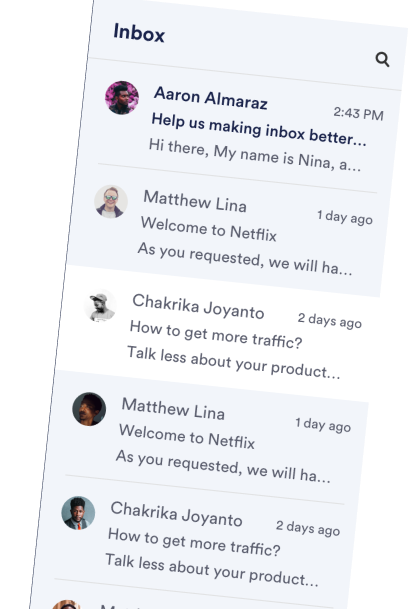 Inbox
Aaron Almaraz
2:43 PM
Help us making inbox better...
Hi there, My name is Nina, a...
Matthew Lina
1 day ago
Welcome to Netflix
As you requested, we will ha...
Chakrika Joyanto
2 days ago
How to get more traffic?
Talk less about your product...
Matthew Lina
1 day ago
Welcome to Netflix
As you requested, we will ha...
Chakrika Joyanto
2 days ago
How to get more traffic?
Talk less about your product...